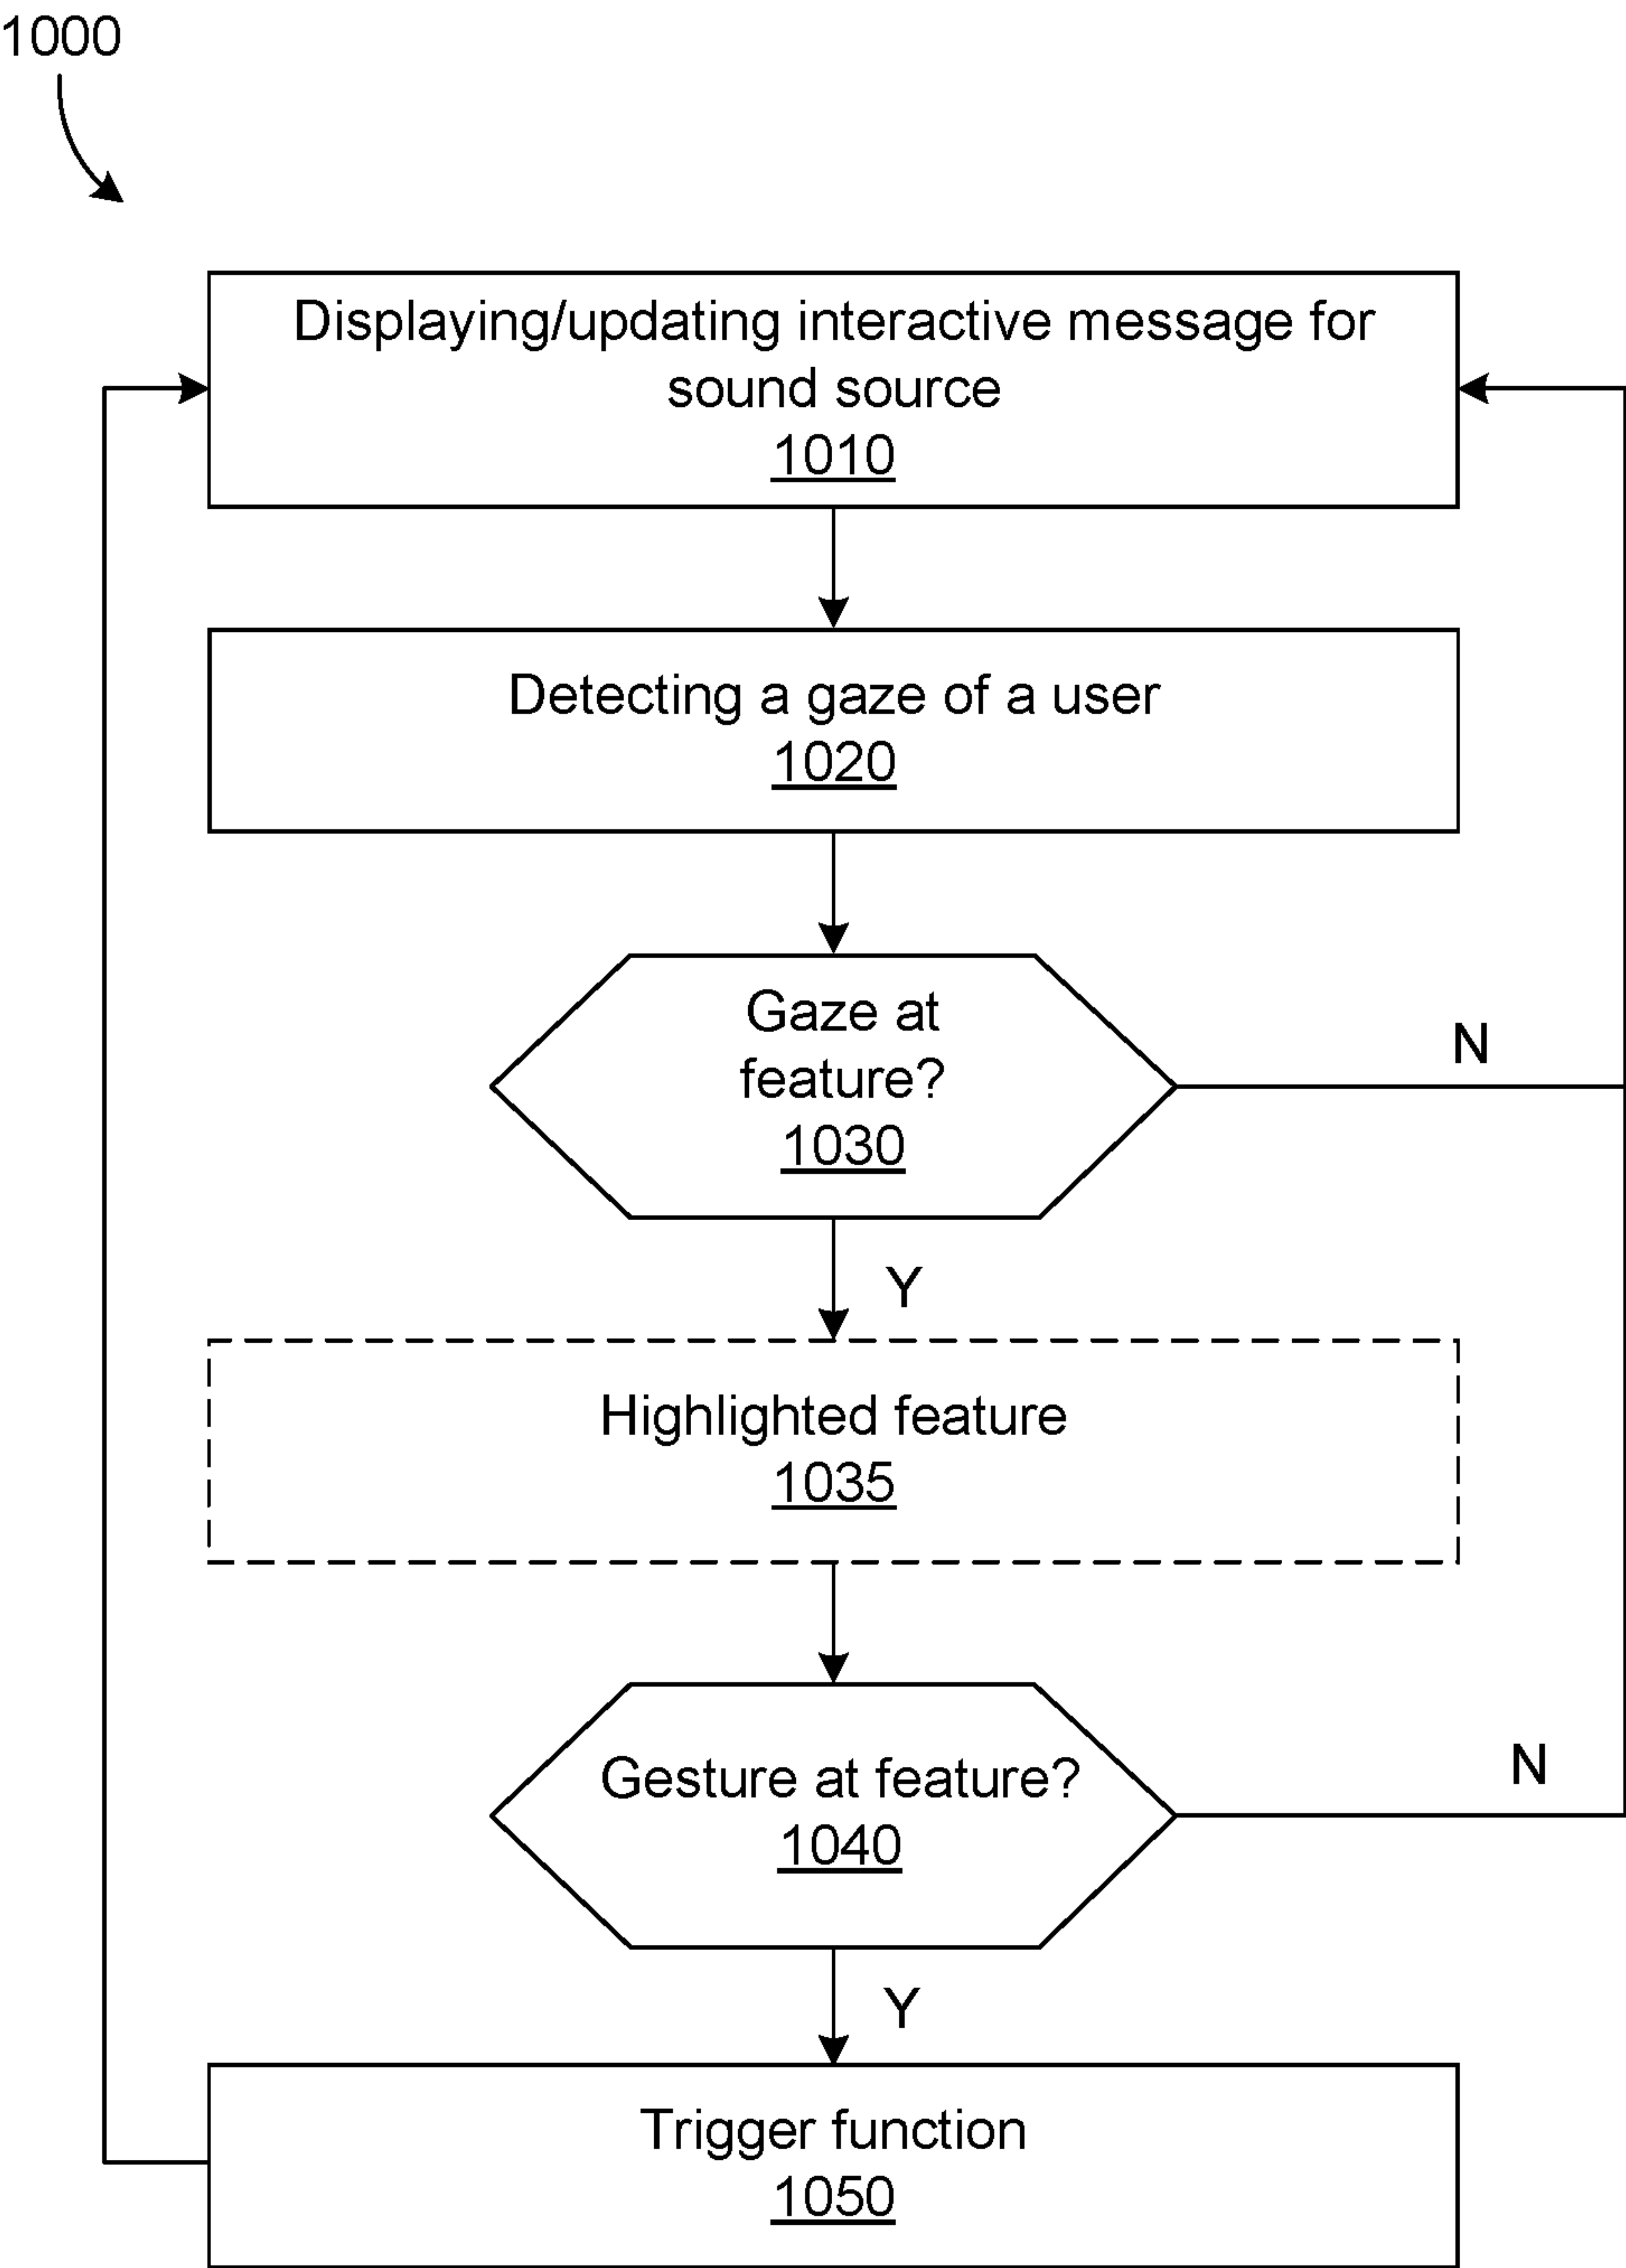 1000
Displaying/updating interactive message for
sound source
1010
Detecting a gaze of a user
1020
Gaze at
feature?
1030
N
Y
Highlighted feature
1035
Gesture at feature?
1040
N
Y
Trigger function
1050